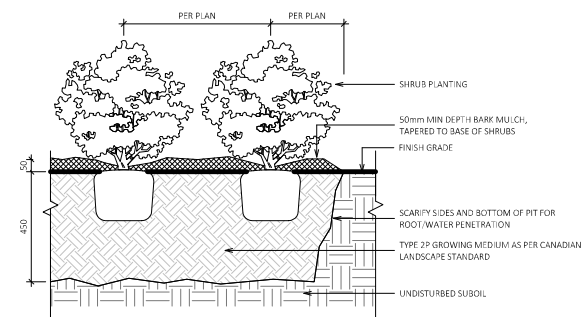 PER PLAN
PER PLAN
SHRUB PLANTING
50mm MIN DEPTH BARK MULCH,
TAPERED TO BASE OF SHRUBS
FINISH GRADE
50
450
SCARIFY SIDES AND BOTTOM OF PIT FOR
ROOT/WATER PENETRATION
TYPE 2P GROWING MEDIUM AS PER CANADIAN
LANDSCAPE STANDARD
UNDISTURBED SUBOIL